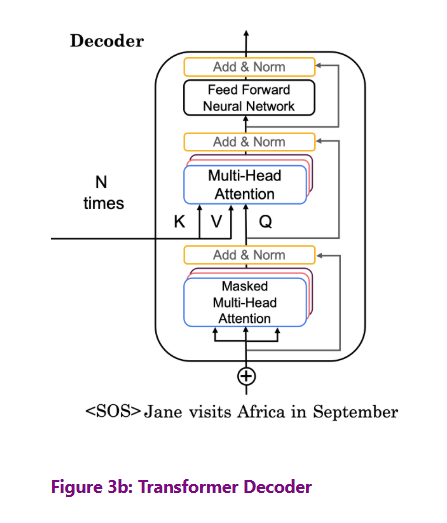 Decoder
Add & Norm
Feed Forward
Neural Network
Add & Norm
Multi-Head
Attention
N
times
K V Q
Add & Norm
Masked
Multi-Head
Attention
<SOS> Jane visits Africa in September
Figure 3b: Transformer Decoder